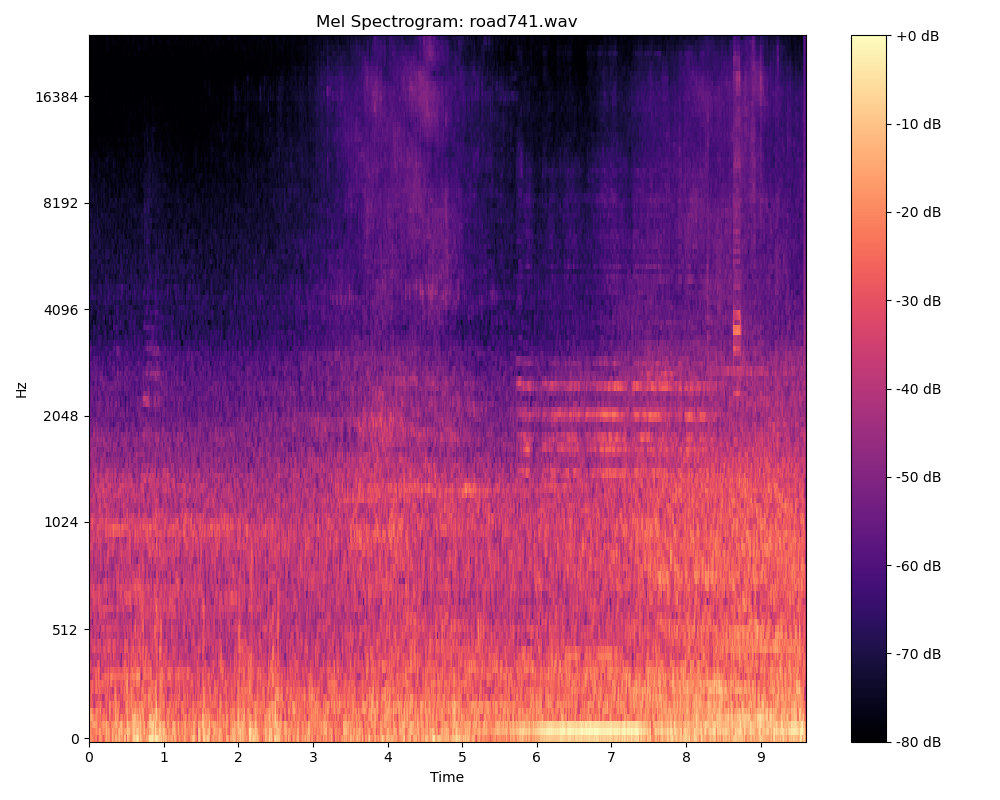 Mel Spectrogram: road741.wav
Hz
16384
8192
4096
2048
1024
512
0
0 1 2 3 4 5 6 7 8 9
Time
+0 dB
-10 dB
-20 dB
-30 dB
-40 dB
-50 dB
-60 dB
-70 dB
-80 dB